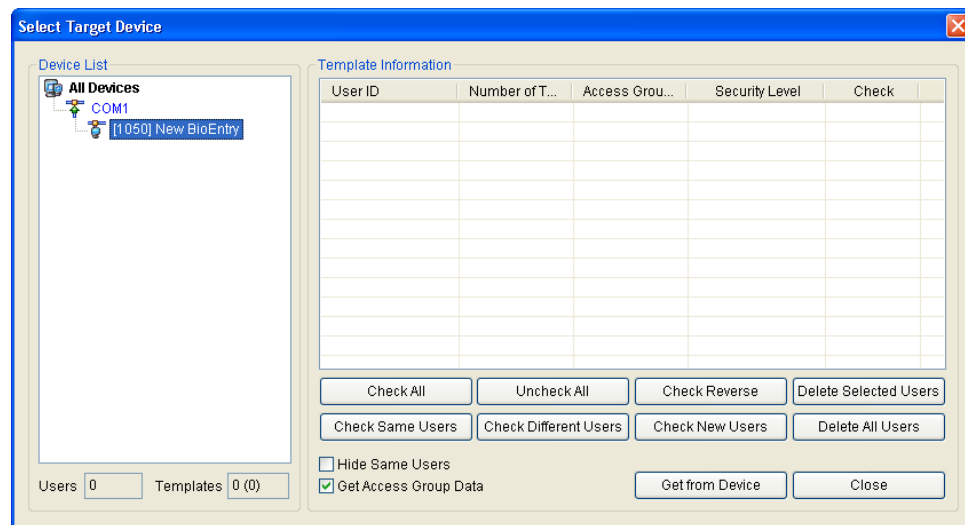 Select Target Device
Device List
All Devices
COM1
[1050] New BioEntry
Users 0 Templates 0 (0)
Template Information
User ID Number of T... Access Grou... Security Level Check
Check All Uncheck All Check Reverse Delete Selected Users
Check Same Users Check Different Users Check New Users Delete All Users
Hide Same Users
Get Access Group Data
Get from Device Close